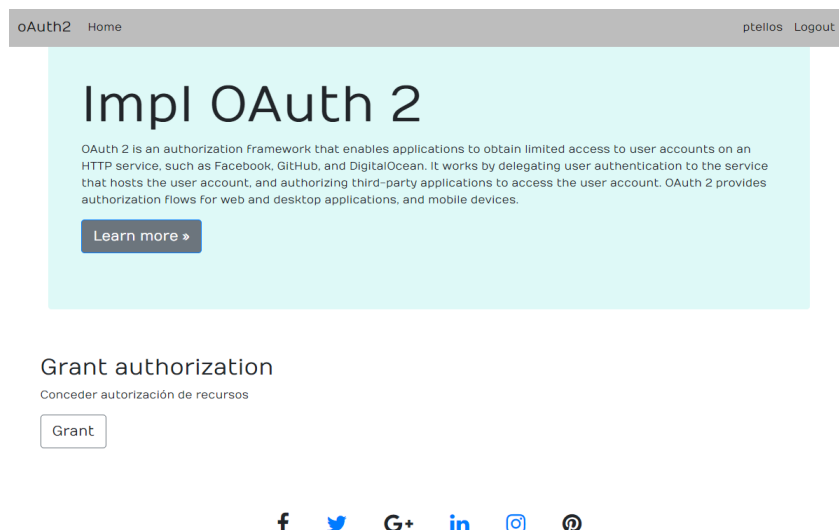 oAuth2 Home ptellos Logout
Impl OAuth 2
OAuth 2 is an authorization framework that enables applications to obtain limited access to user accounts on an
HTTP service, such as Facebook, GitHub, and DigitalOcean. It works by delegating user authentication to the service
that hosts the user account, and authorizing third-party applications to access the user account. OAuth 2 provides
authorization flows for web and desktop applications, and mobile devices.
Learn more »
Grant authorization
Conceder autorización de recursos
Grant